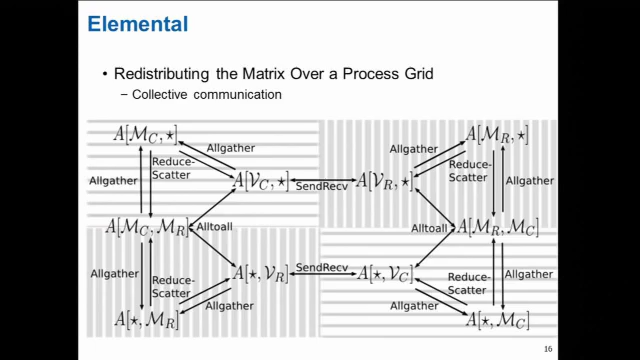 Elemental
• Redistributing the Matrix Over a Process Grid
– Collective communication
A[M_C, ⋆]
A[M_R, ⋆]
Allgather
Allgather
Reduce-
Scatter
Reduce-
Scatter
Allgather
A[V_C, ⋆]
SendRecv
A[V_R, ⋆]
Allgather
A[M_C, M_R]
Alltoall
Alltoall
A[M_R, M_C]
Allgather
Reduce-
Scatter
A[⋆, V_R]
SendRecv
A[⋆, V_C]
Reduce-
Scatter
Allgather
Allgather
Allgather
A[⋆, M_R]
A[⋆, M_C]
16